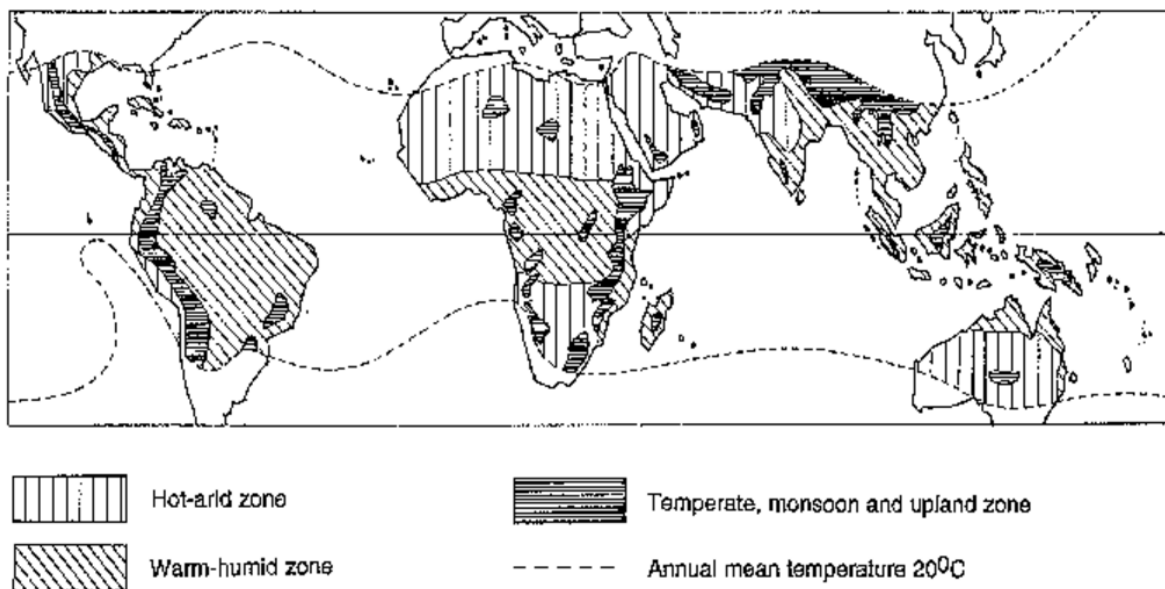 Hot-arid zone
Temperate, monsoon and upland zone
Warm-humid zone
Annual mean temperature 20⁰C